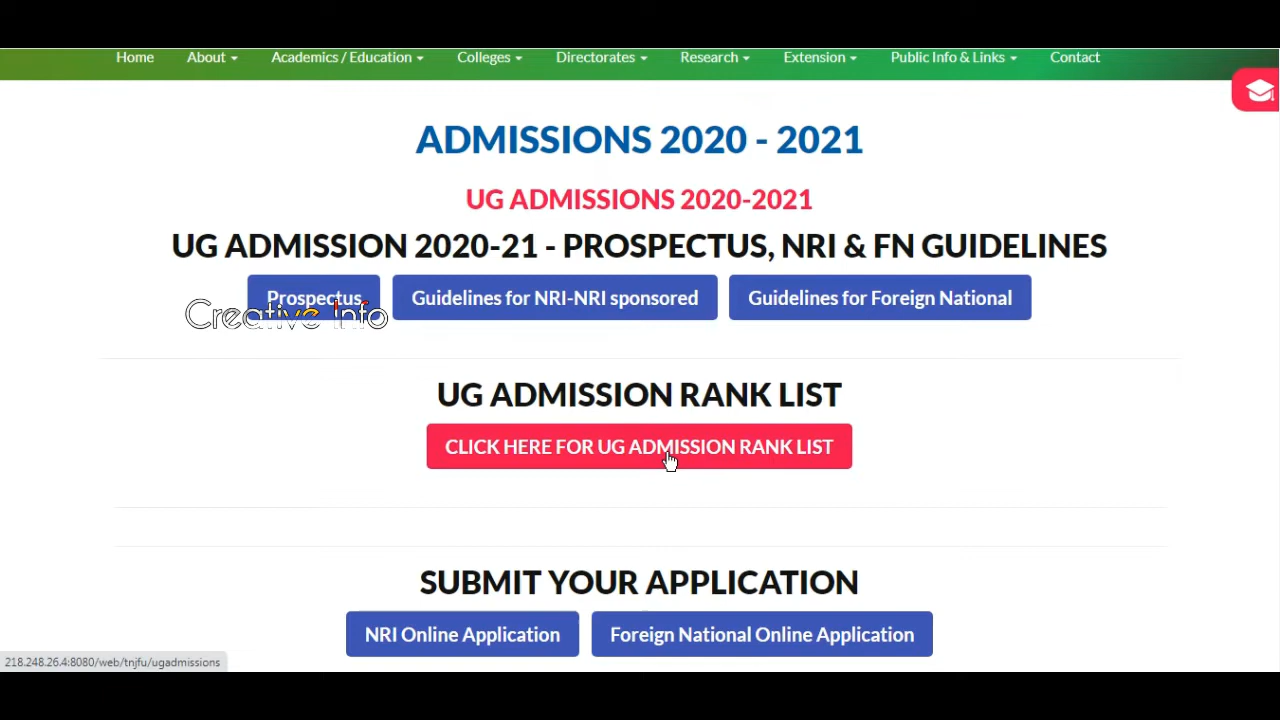 Home About Academics / Education Colleges Directorates Research Extension Public Info & Links Contact
ADMISSIONS 2020 - 2021
UG ADMISSIONS 2020-2021
UG ADMISSION 2020-21 - PROSPECTUS, NRI & FN GUIDELINES
Prospectus Guidelines for NRI-NRI sponsored Guidelines for Foreign National
Creative Info
UG ADMISSION RANK LIST
CLICK HERE FOR UG ADMISSION RANK LIST
SUBMIT YOUR APPLICATION
NRI Online Application Foreign National Online Application
218.248.26.4:8080/web/tnjfu/ugadmissions